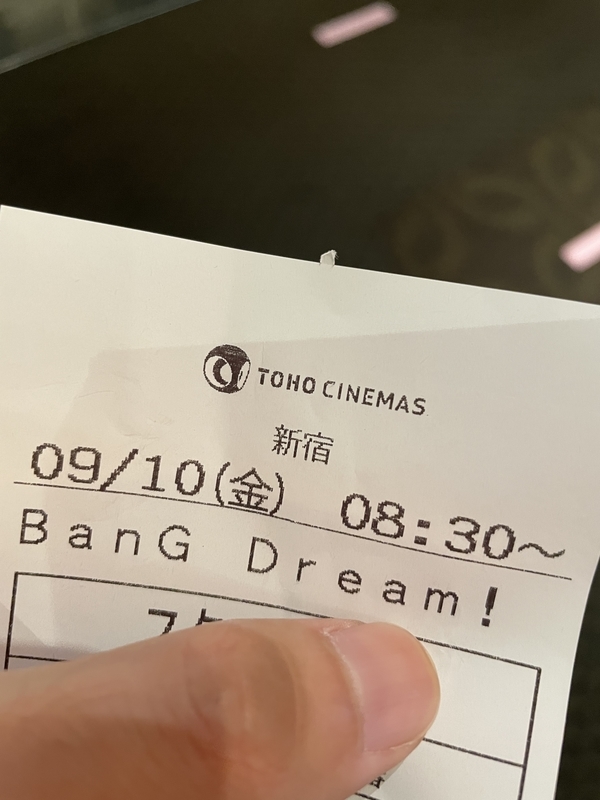 TOHO CINEMAS
新宿
09/10(金) 08:30～
BanG Dream!